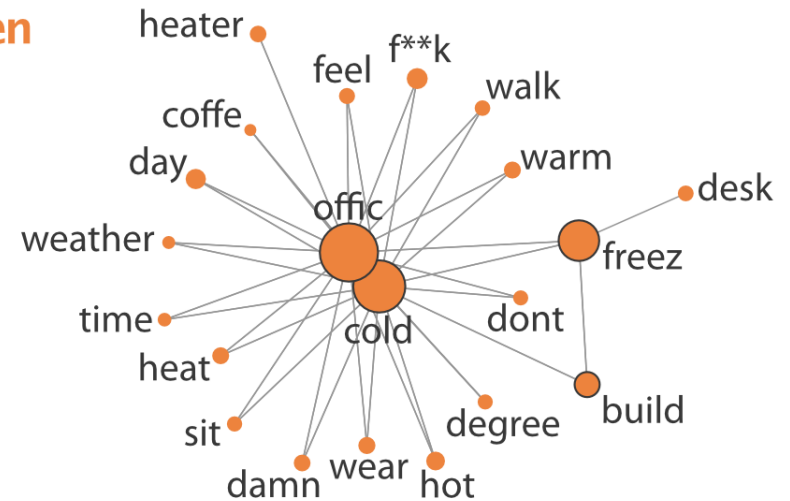 en
heater
f**k
feel
walk
coffe
day
warm
desk
offic
weather
freez
time
cold
dont
heat
build
sit
degree
damn
wear
hot